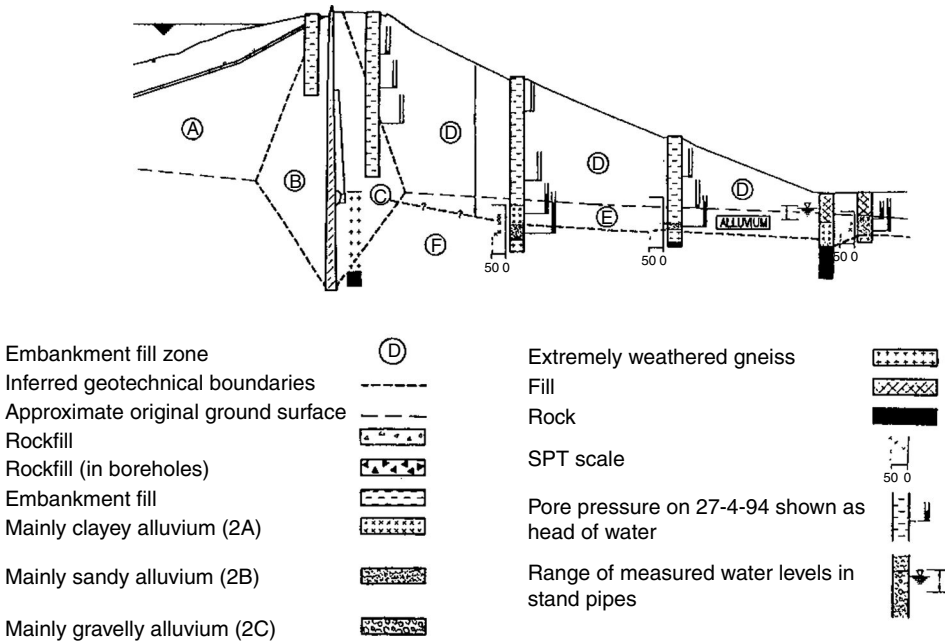 A
B
C
D
D
D
E
F
?
?
ALLUVIUM
50 0
50 0
50 0
Embankment fill zone
D
Inferred geotechnical boundaries
Approximate original ground surface
Rockfill
Rockfill (in boreholes)
Embankment fill
Mainly clayey alluvium (2A)
Mainly sandy alluvium (2B)
Mainly gravelly alluvium (2C)
Extremely weathered gneiss
Fill
Rock
SPT scale
50 0
Pore pressure on 27-4-94 shown as
head of water
Range of measured water levels in
stand pipes